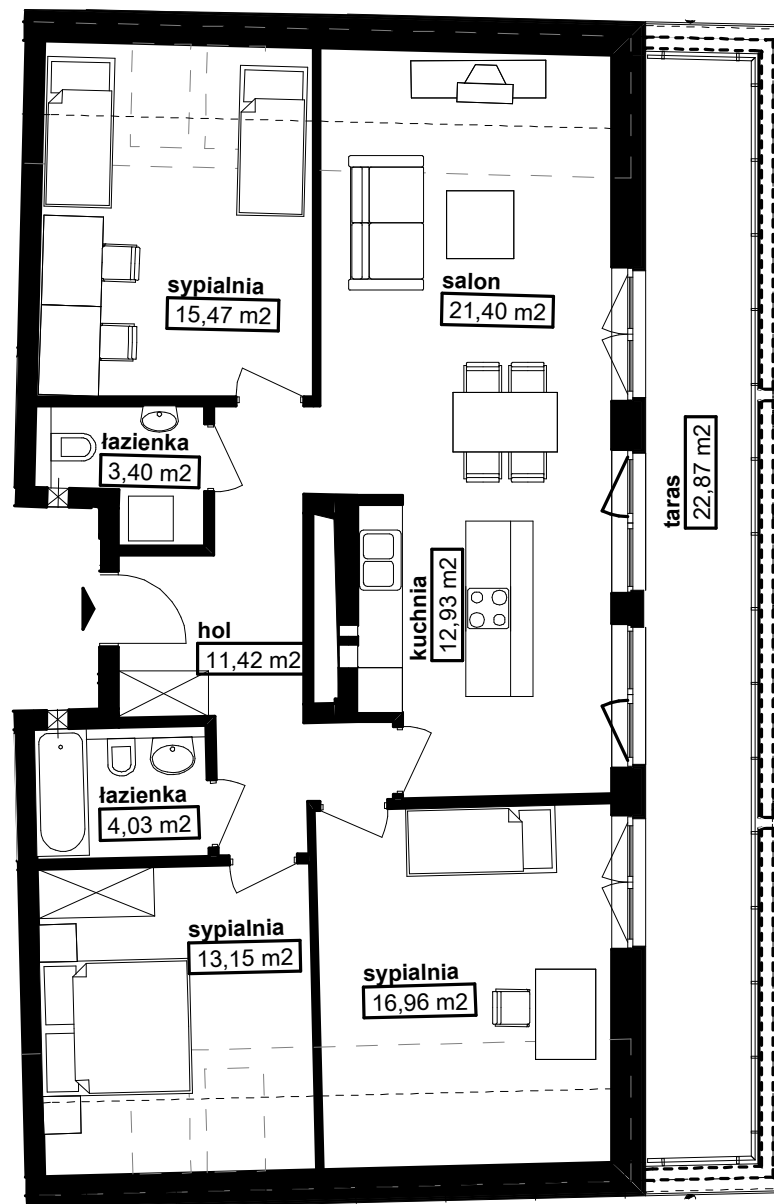 sypialnia
15,47 m2
salon
21,40 m2
łazienka
3,40 m2
taras
22,87 m2
kuchnia
12,93 m2
hol
11,42 m2
łazienka
4,03 m2
sypialnia
13,15 m2
sypialnia
16,96 m2